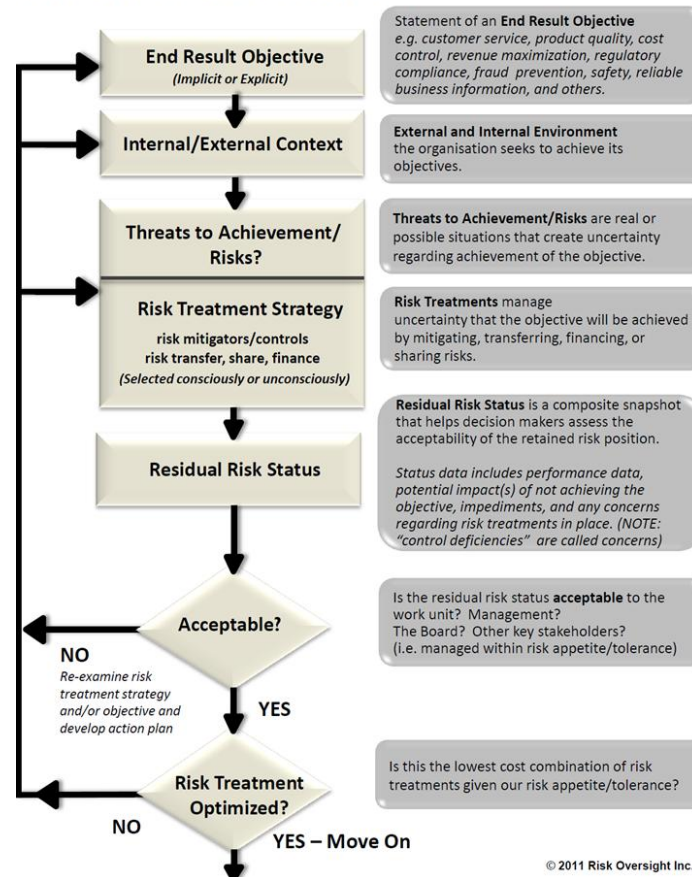 End Result Objective
(Implicit or Explicit)
Statement of an End Result Objective
e.g. customer service, product quality, cost
control, revenue maximization, regulatory
compliance, fraud  prevention, safety, reliable
business information, and others.
Internal/External Context
External and Internal Environment
the organisation seeks to achieve its
objectives.
Threats to Achievement/
Risks?
Threats to Achievement/Risks are real or
possible situations that create uncertainty
regarding achievement of the objective.
Risk Treatment Strategy
risk mitigators/controls
risk transfer, share, finance
(Selected consciously or unconsciously)
Risk Treatments manage
uncertainty that the objective will be achieved
by mitigating, transferring, financing, or
sharing risks.
Residual Risk Status
Residual Risk Status is a composite snapshot
that helps decision makers assess the
acceptability of the retained risk position.
Status data includes performance data,
potential impact(s) of not achieving the
objective, impediments, and any concerns
regarding risk treatments in place. (NOTE:
“control deficiencies”  are called concerns)
Acceptable?
Is the residual risk status acceptable to the
work unit?  Management?
The Board?  Other key stakeholders?
(i.e. managed within risk appetite/tolerance)
NO
Re-examine risk
treatment strategy
and/or objective and
develop action plan
YES
Risk Treatment
Optimized?
Is this the lowest cost combination of risk
treatments given our risk appetite/tolerance?
NO
YES – Move On
© 2011 Risk Oversight Inc.